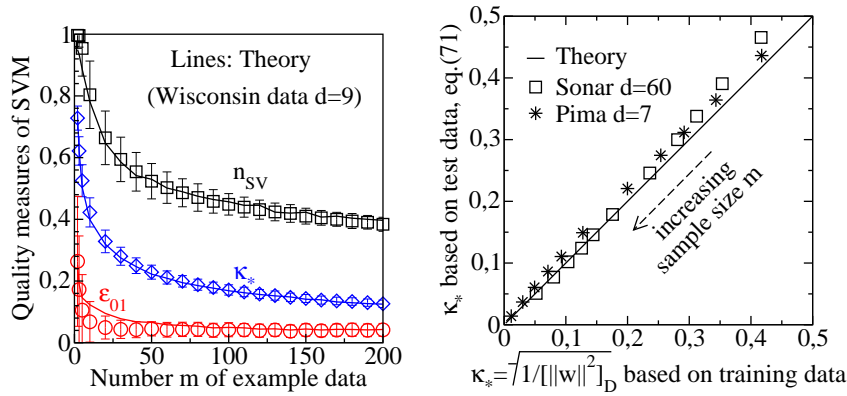 Quality measures of SVM
1
0,8
0,6
0,4
0,2
0
Lines: Theory
(Wisconsin data d=9)
n_SV
κ_*
ε_01
0 50 100 150 200
Number m of example data
κ_* based on test data, eq.(71)
0,5
0,4
0,3
0,2
0,1
0
Theory
Sonar d=60
Pima d=7
increasing
sample size m
0 0,1 0,2 0,3 0,4 0,5
κ_*=√1/[||w||²]_D based on training data